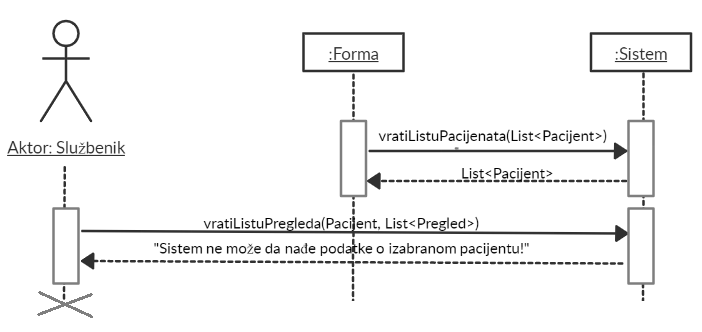 :Forma
:Sistem
Aktor: Službenik
vratiListuPacijenata(List<Pacijent>)
List<Pacijent>
vratiListuPregleda(Pacijent, List<Pregled>)
"Sistem ne može da nađe podatke o izabranom pacijentu!"